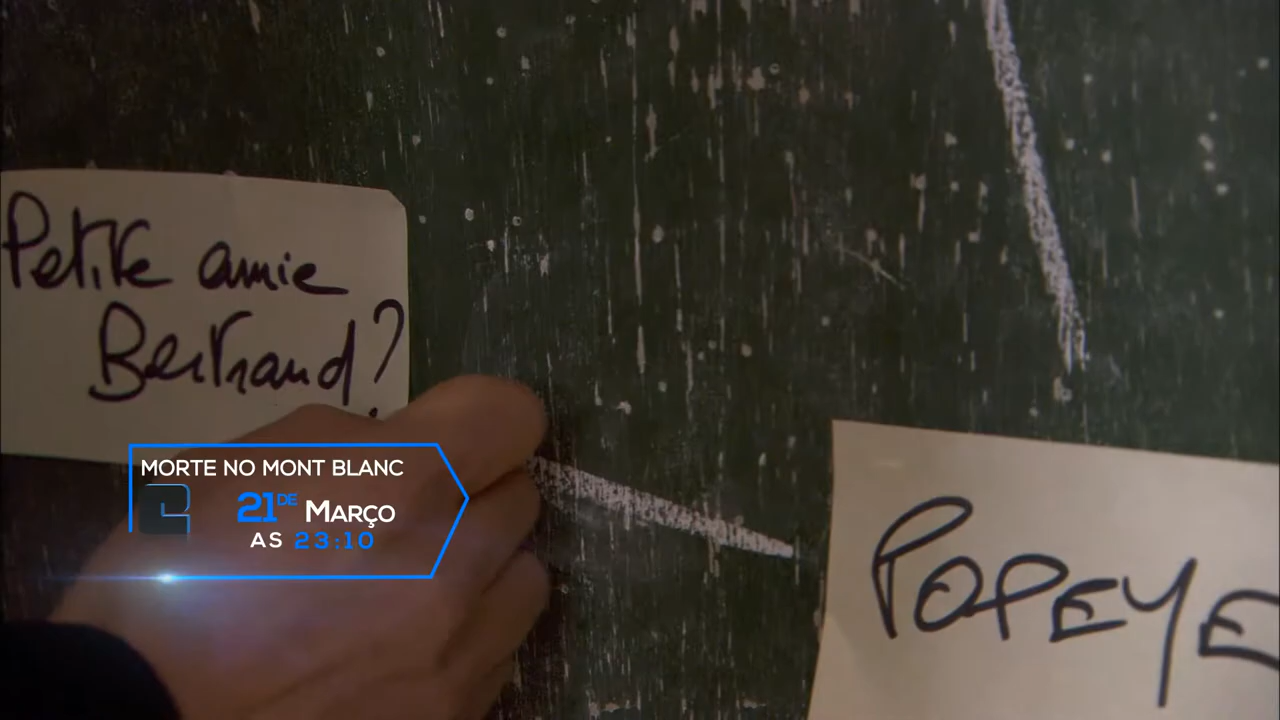 Petite amie
Bertrand?
MORTE NO MONT BLANC
21 DE MARÇO
AS 23:10
POPEYE